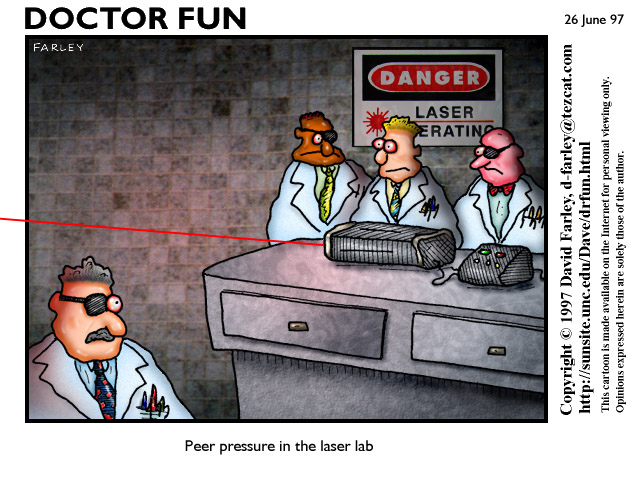 DOCTOR FUN
26 June 97
FARLEY
DANGER
LASER
ERATING
Peer pressure in the laser lab
Copyright © 1997 David Farley, d-farley@tezcat.com
http://sunsite.unc.edu/Dave/drfun.html
This cartoon is made available on the Internet for personal viewing only.
Opinions expressed herein are solely those of the author.